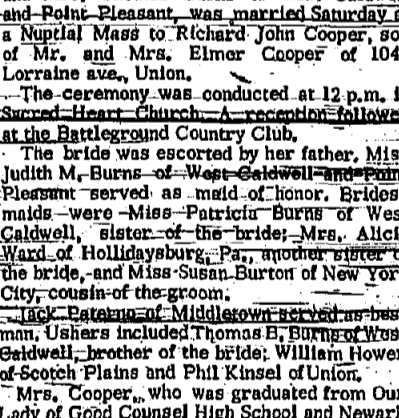 and Point Pleasant, was married Saturday a
a Nuptial Mass to Richard John Cooper, so
of Mr. and Mrs. Elmer Cooper of 104
Lorraine ave., Union.
The ceremony was conducted at 12 p.m. i
Sacred Heart Church. A reception followe
at the Battleground Country Club.
The bride was escorted by her father. Mis
Judith M. Burns of West Caldwell and Poin
Pleasant served as maid of honor. Brides
maids were Miss Patricia Burns of Wes
Caldwell, sister of the bride; Mrs. Alici
Ward of Hollidaysburg, Pa., another sister o
the bride, and Miss Susan Burton of New Yor
City, cousin of the groom.
Jack Paterno of Middletown served as bes
man. Ushers included Thomas B. Burns of Wes
Caldwell, brother of the bride; William Hower
of Scotch Plains and Phil Kinsel of Union.
Mrs. Cooper, who was graduated from Our
Lady of Good Counsel High School and Newark